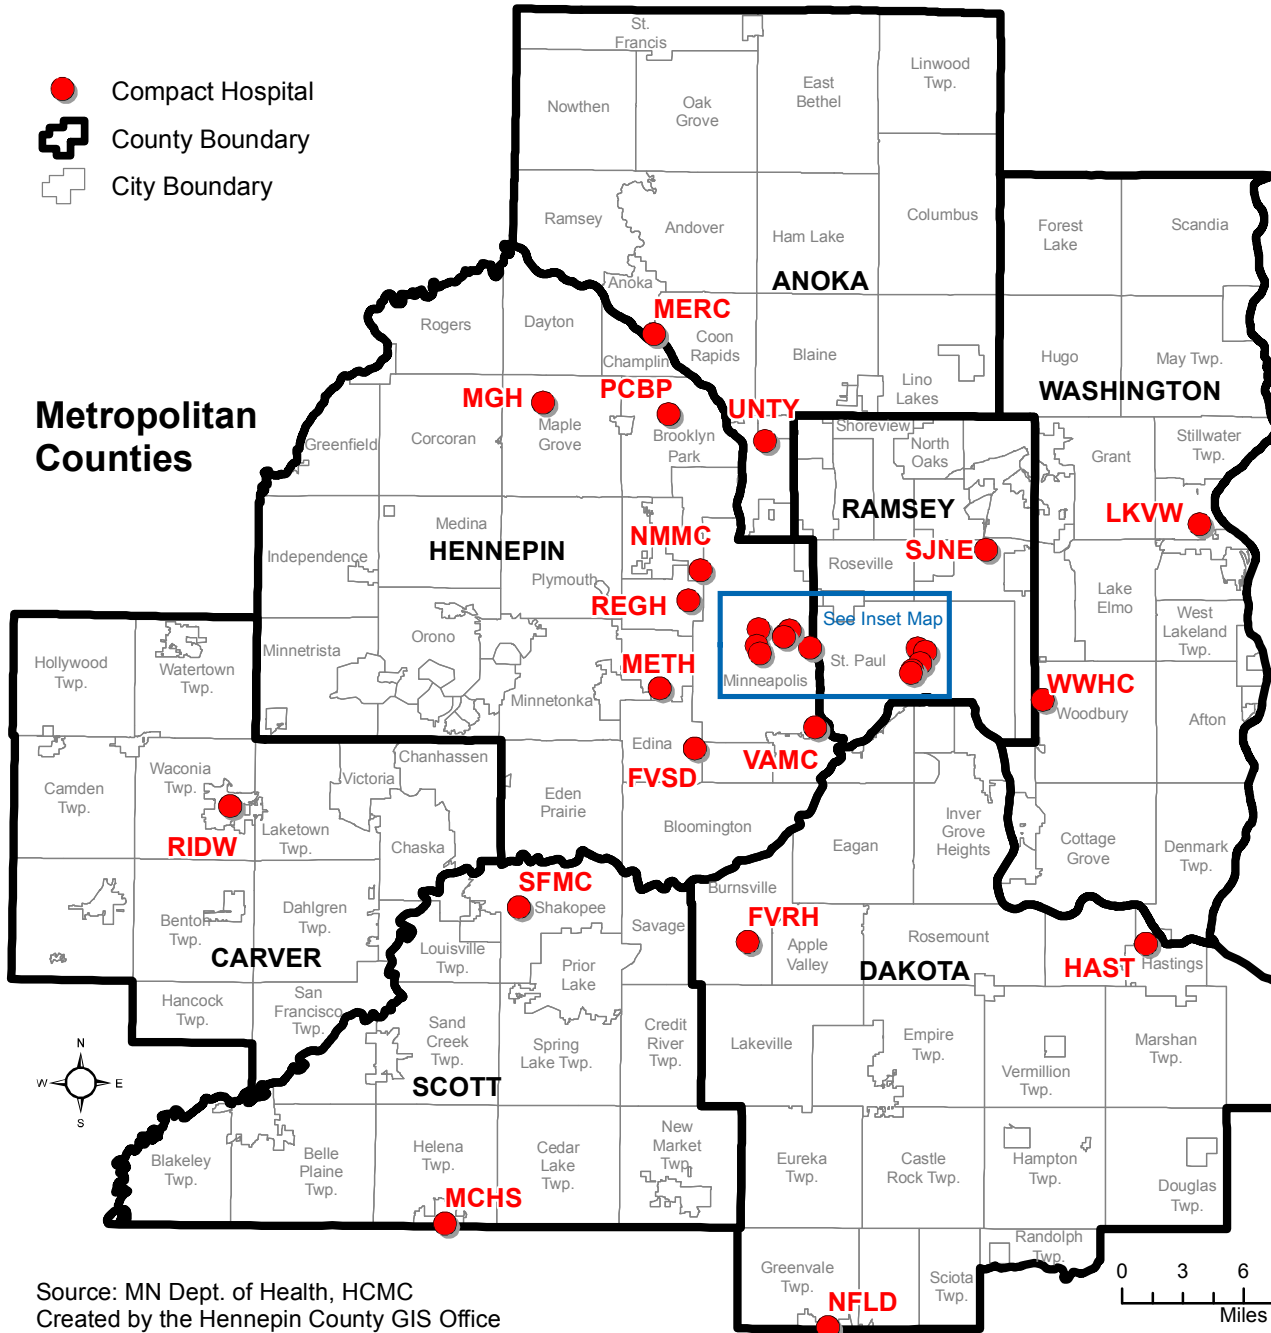 Compact Hospital
County Boundary
City Boundary
Metropolitan
Counties
St.
Francis
Nowthen
Oak
Grove
East
Bethel
Linwood
Twp.
Ramsey
Andover
Ham Lake
Columbus
Forest
Lake
Scandia
ANOKA
Anoka
MERC
Rogers
Dayton
Champlin
Coon
Rapids
Blaine
Lino
Lakes
Hugo
May Twp.
WASHINGTON
MGH
PCBP
UNTY
Greenfield
Corcoran
Maple
Grove
Brooklyn
Park
Shoreview
North
Oaks
Grant
Stillwater
Twp.
RAMSEY
LKVW
Medina
HENNEPIN
NMMC
SJNE
Independence
Plymouth
Roseville
REGH
Lake
Elmo
See Inset Map
West
Lakeland
Twp.
Hollywood
Twp.
Watertown
Twp.
Minnetrista
Orono
METH
Minneapolis
St. Paul
WWHC
Woodbury
Afton
Minnetonka
Edina
VAMC
FVSD
Camden
Twp.
Waconia
Twp.
Victoria
Chanhassen
Eden
Prairie
Bloomington
RIDW
Laketown
Twp.
Chaska
Eagan
Inver
Grove
Heights
Cottage
Grove
Denmark
Twp.
SFMC
Shakopee
Burnsville
Benton
Twp.
Dahlgren
Twp.
CARVER
Louisville
Twp.
Savage
FVRH
Apple
Valley
Rosemount
DAKOTA
HAST
Hastings
Prior
Lake
Hancock
Twp.
San
Francisco
Twp.
Sand
Creek
Twp.
Spring
Lake Twp.
Credit
River
Twp.
Lakeville
Empire
Twp.
Vermillion
Twp.
Marshan
Twp.
N
W
E
S
SCOTT
Blakeley
Twp.
Belle
Plaine
Twp.
Helena
Twp.
Cedar
Lake
Twp.
New
Market
Twp.
Eureka
Twp.
Castle
Rock Twp.
Hampton
Twp.
Douglas
Twp.
MCHS
Randolph
Twp.
Greenvale
Twp.
Sciota
Twp.
NFLD
0 3 6
Miles
Source: MN Dept. of Health, HCMC
Created by the Hennepin County GIS Office